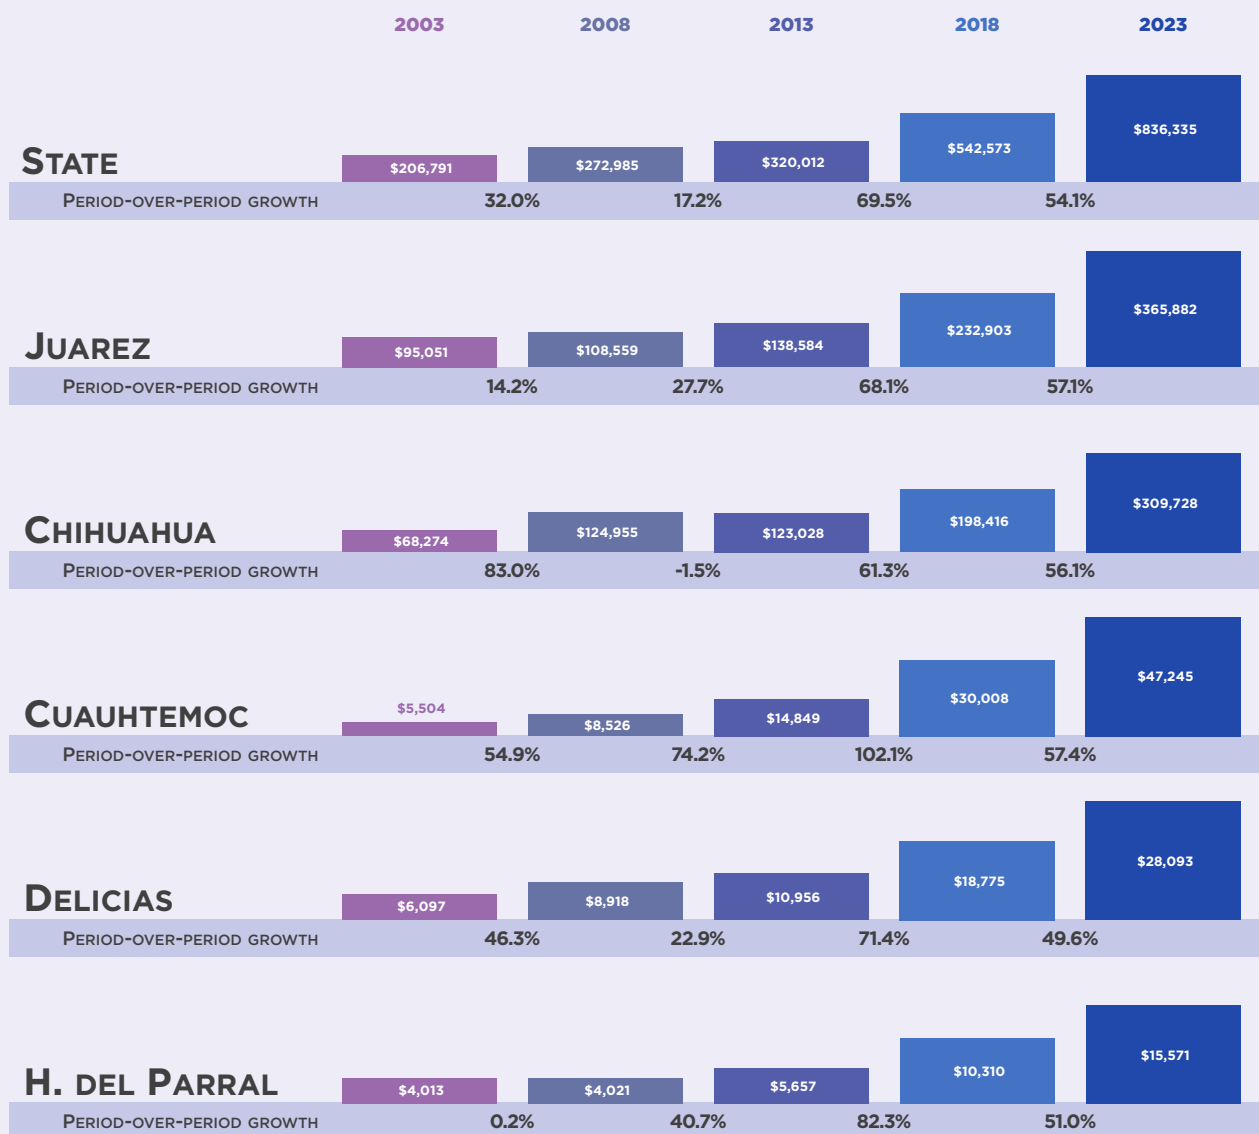 2003 2008 2013 2018 2023
State $206,791 $272,985 $320,012 $542,573 $836,335
Period-over-period growth 32.0% 17.2% 69.5% 54.1%
Juarez $95,051 $108,559 $138,584 $232,903 $365,882
Period-over-period growth 14.2% 27.7% 68.1% 57.1%
Chihuahua $68,274 $124,955 $123,028 $198,416 $309,728
Period-over-period growth 83.0% -1.5% 61.3% 56.1%
Cuauhtemoc $5,504 $8,526 $14,849 $30,008 $47,245
Period-over-period growth 54.9% 74.2% 102.1% 57.4%
Delicias $6,097 $8,918 $10,956 $18,775 $28,093
Period-over-period growth 46.3% 22.9% 71.4% 49.6%
H. del Parral $4,013 $4,021 $5,657 $10,310 $15,571
Period-over-period growth 0.2% 40.7% 82.3% 51.0%